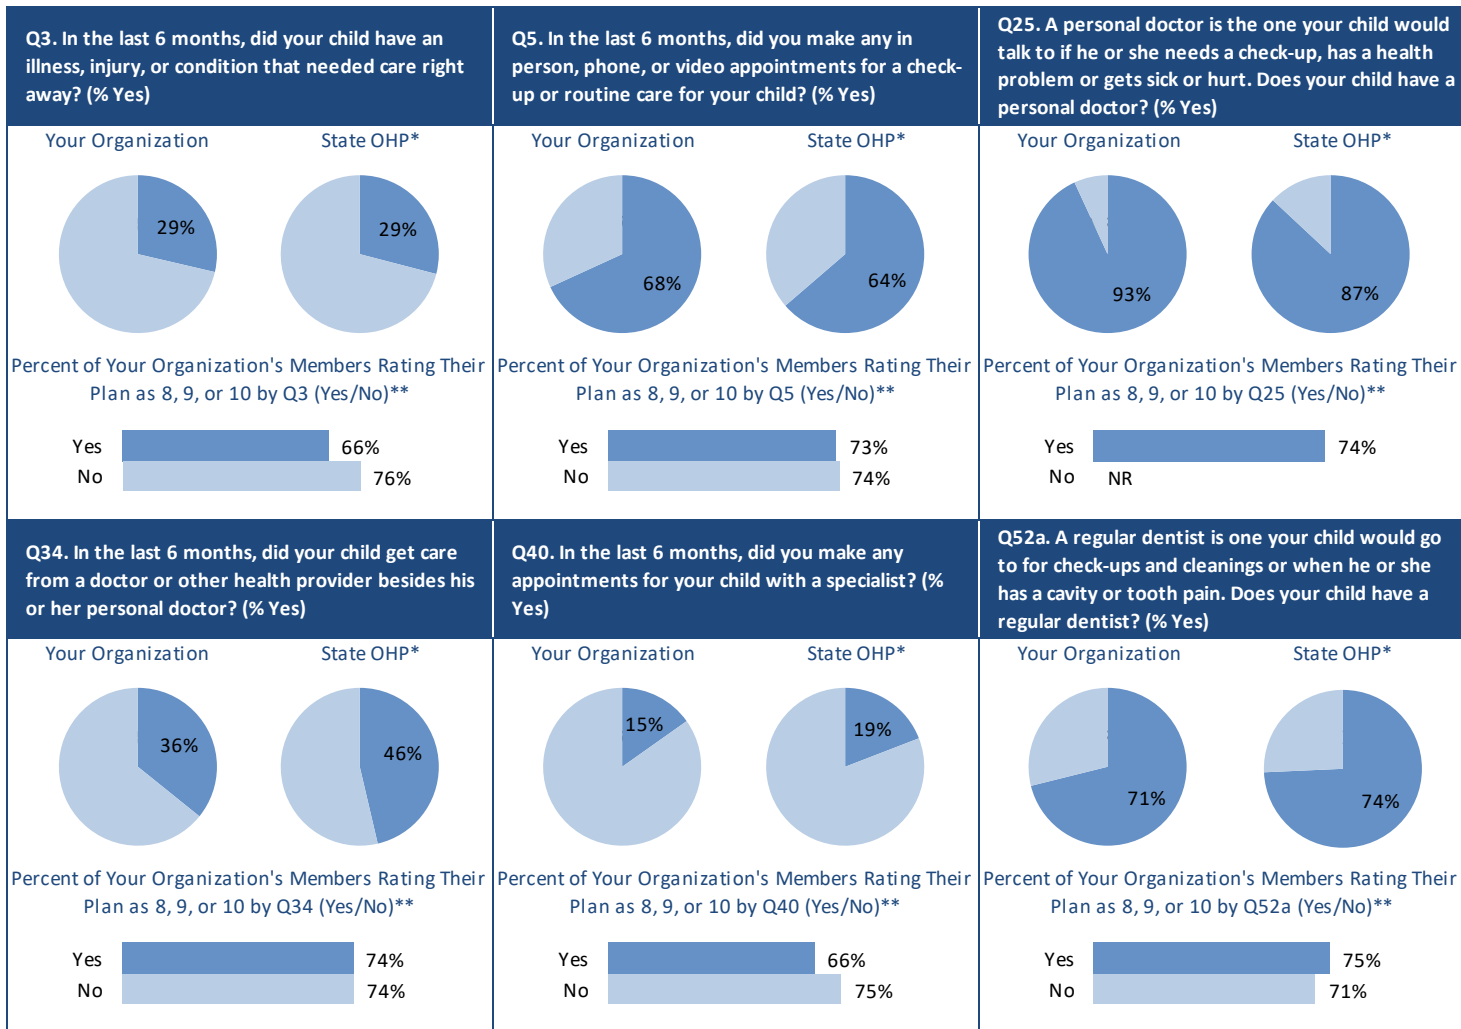 Q3. In the last 6 months, did your child have an
illness, injury, or condition that needed care right
away? (% Yes)
Your Organization
State OHP*
29%
29%
Percent of Your Organization's Members Rating Their
Plan as 8, 9, or 10 by Q3 (Yes/No)**
Yes
66%
No
76%
Q5. In the last 6 months, did you make any in
person, phone, or video appointments for a check-
up or routine care for your child? (% Yes)
Your Organization
State OHP*
68%
64%
Percent of Your Organization's Members Rating Their
Plan as 8, 9, or 10 by Q5 (Yes/No)**
Yes
73%
No
74%
Q25. A personal doctor is the one your child would
talk to if he or she needs a check-up, has a health
problem or gets sick or hurt. Does your child have a
personal doctor? (% Yes)
Your Organization
State OHP*
93%
87%
Percent of Your Organization's Members Rating Their
Plan as 8, 9, or 10 by Q25 (Yes/No)**
Yes
74%
No
NR
Q34. In the last 6 months, did your child get care
from a doctor or other health provider besides his
or her personal doctor? (% Yes)
Your Organization
State OHP*
36%
46%
Percent of Your Organization's Members Rating Their
Plan as 8, 9, or 10 by Q34 (Yes/No)**
Yes
74%
No
74%
Q40. In the last 6 months, did you make any
appointments for your child with a specialist? (%
Yes)
Your Organization
State OHP*
15%
19%
Percent of Your Organization's Members Rating Their
Plan as 8, 9, or 10 by Q40 (Yes/No)**
Yes
66%
No
75%
Q52a. A regular dentist is one your child would go
to for check-ups and cleanings or when he or she
has a cavity or tooth pain. Does your child have a
regular dentist? (% Yes)
Your Organization
State OHP*
71%
74%
Percent of Your Organization's Members Rating Their
Plan as 8, 9, or 10 by Q52a (Yes/No)**
Yes
75%
No
71%